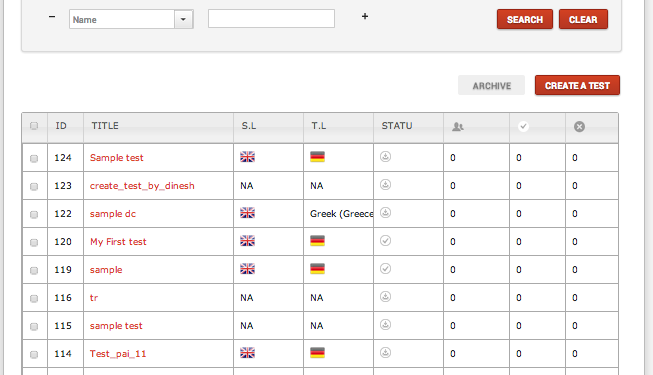 Name
SEARCH CLEAR
ARCHIVE CREATE A TEST
ID TITLE S.L T.L STATU
124 Sample test 0 0 0
123 create_test_by_dinesh NA NA 0 0 0
122 sample dc Greek (Greece 0 0 0
120 My First test 0 0 0
119 sample 0 0 0
116 tr NA NA 0 0 0
115 sample test NA NA 0 0 0
114 Test_pai_11 0 0 0